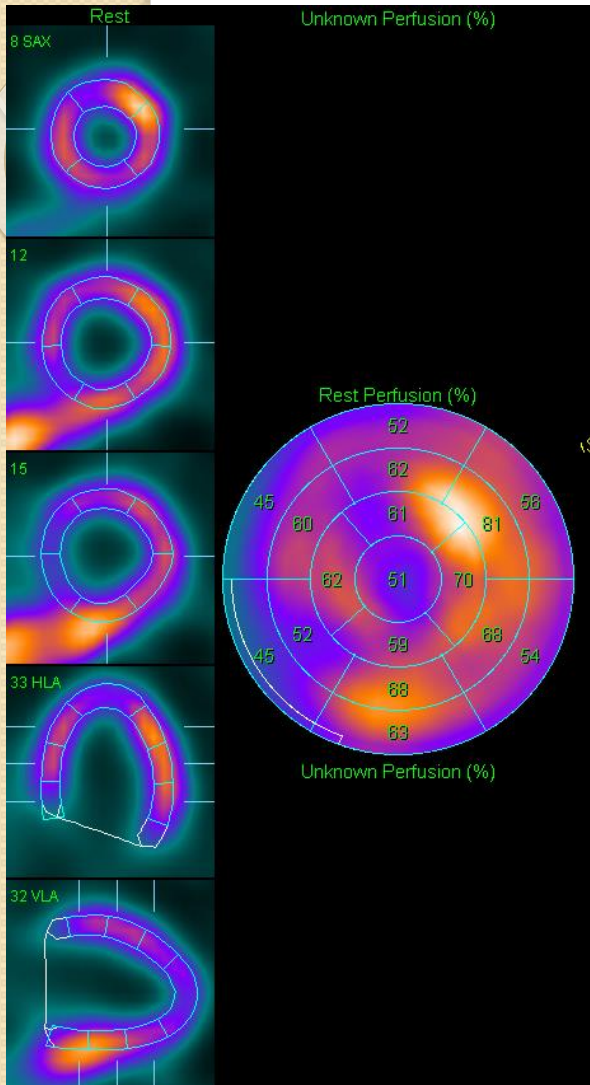 Rest
Unknown Perfusion (%)
8 SAX
12
15
33 HLA
32 VLA
Rest Perfusion (%)
52
62
45
56
60
61
81
62
51
70
52
59
68
45
54
68
63
Unknown Perfusion (%)